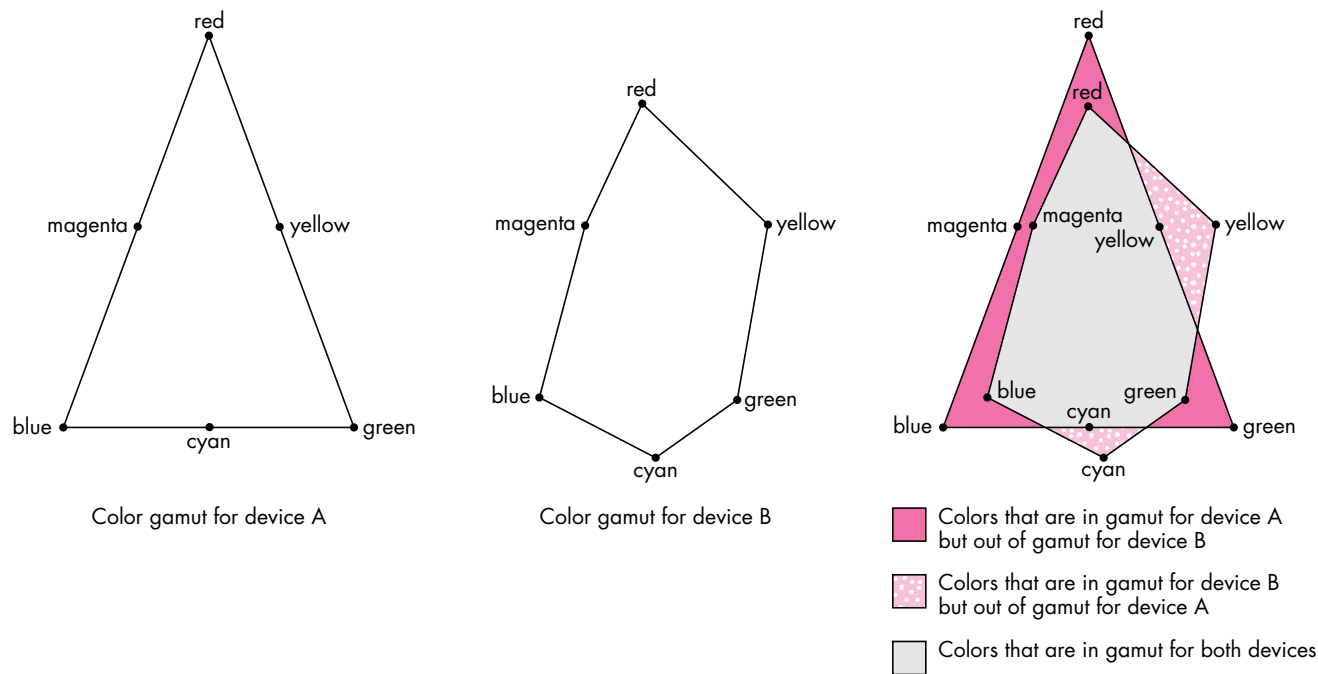 red
magenta
yellow
blue
cyan
green
Color gamut for device A
red
magenta
yellow
blue
green
cyan
Color gamut for device B
red
red
magenta
magenta
yellow
yellow
blue
green
cyan
blue
green
cyan
Colors that are in gamut for device A
but out of gamut for device B
Colors that are in gamut for device B
but out of gamut for device A
Colors that are in gamut for both devices